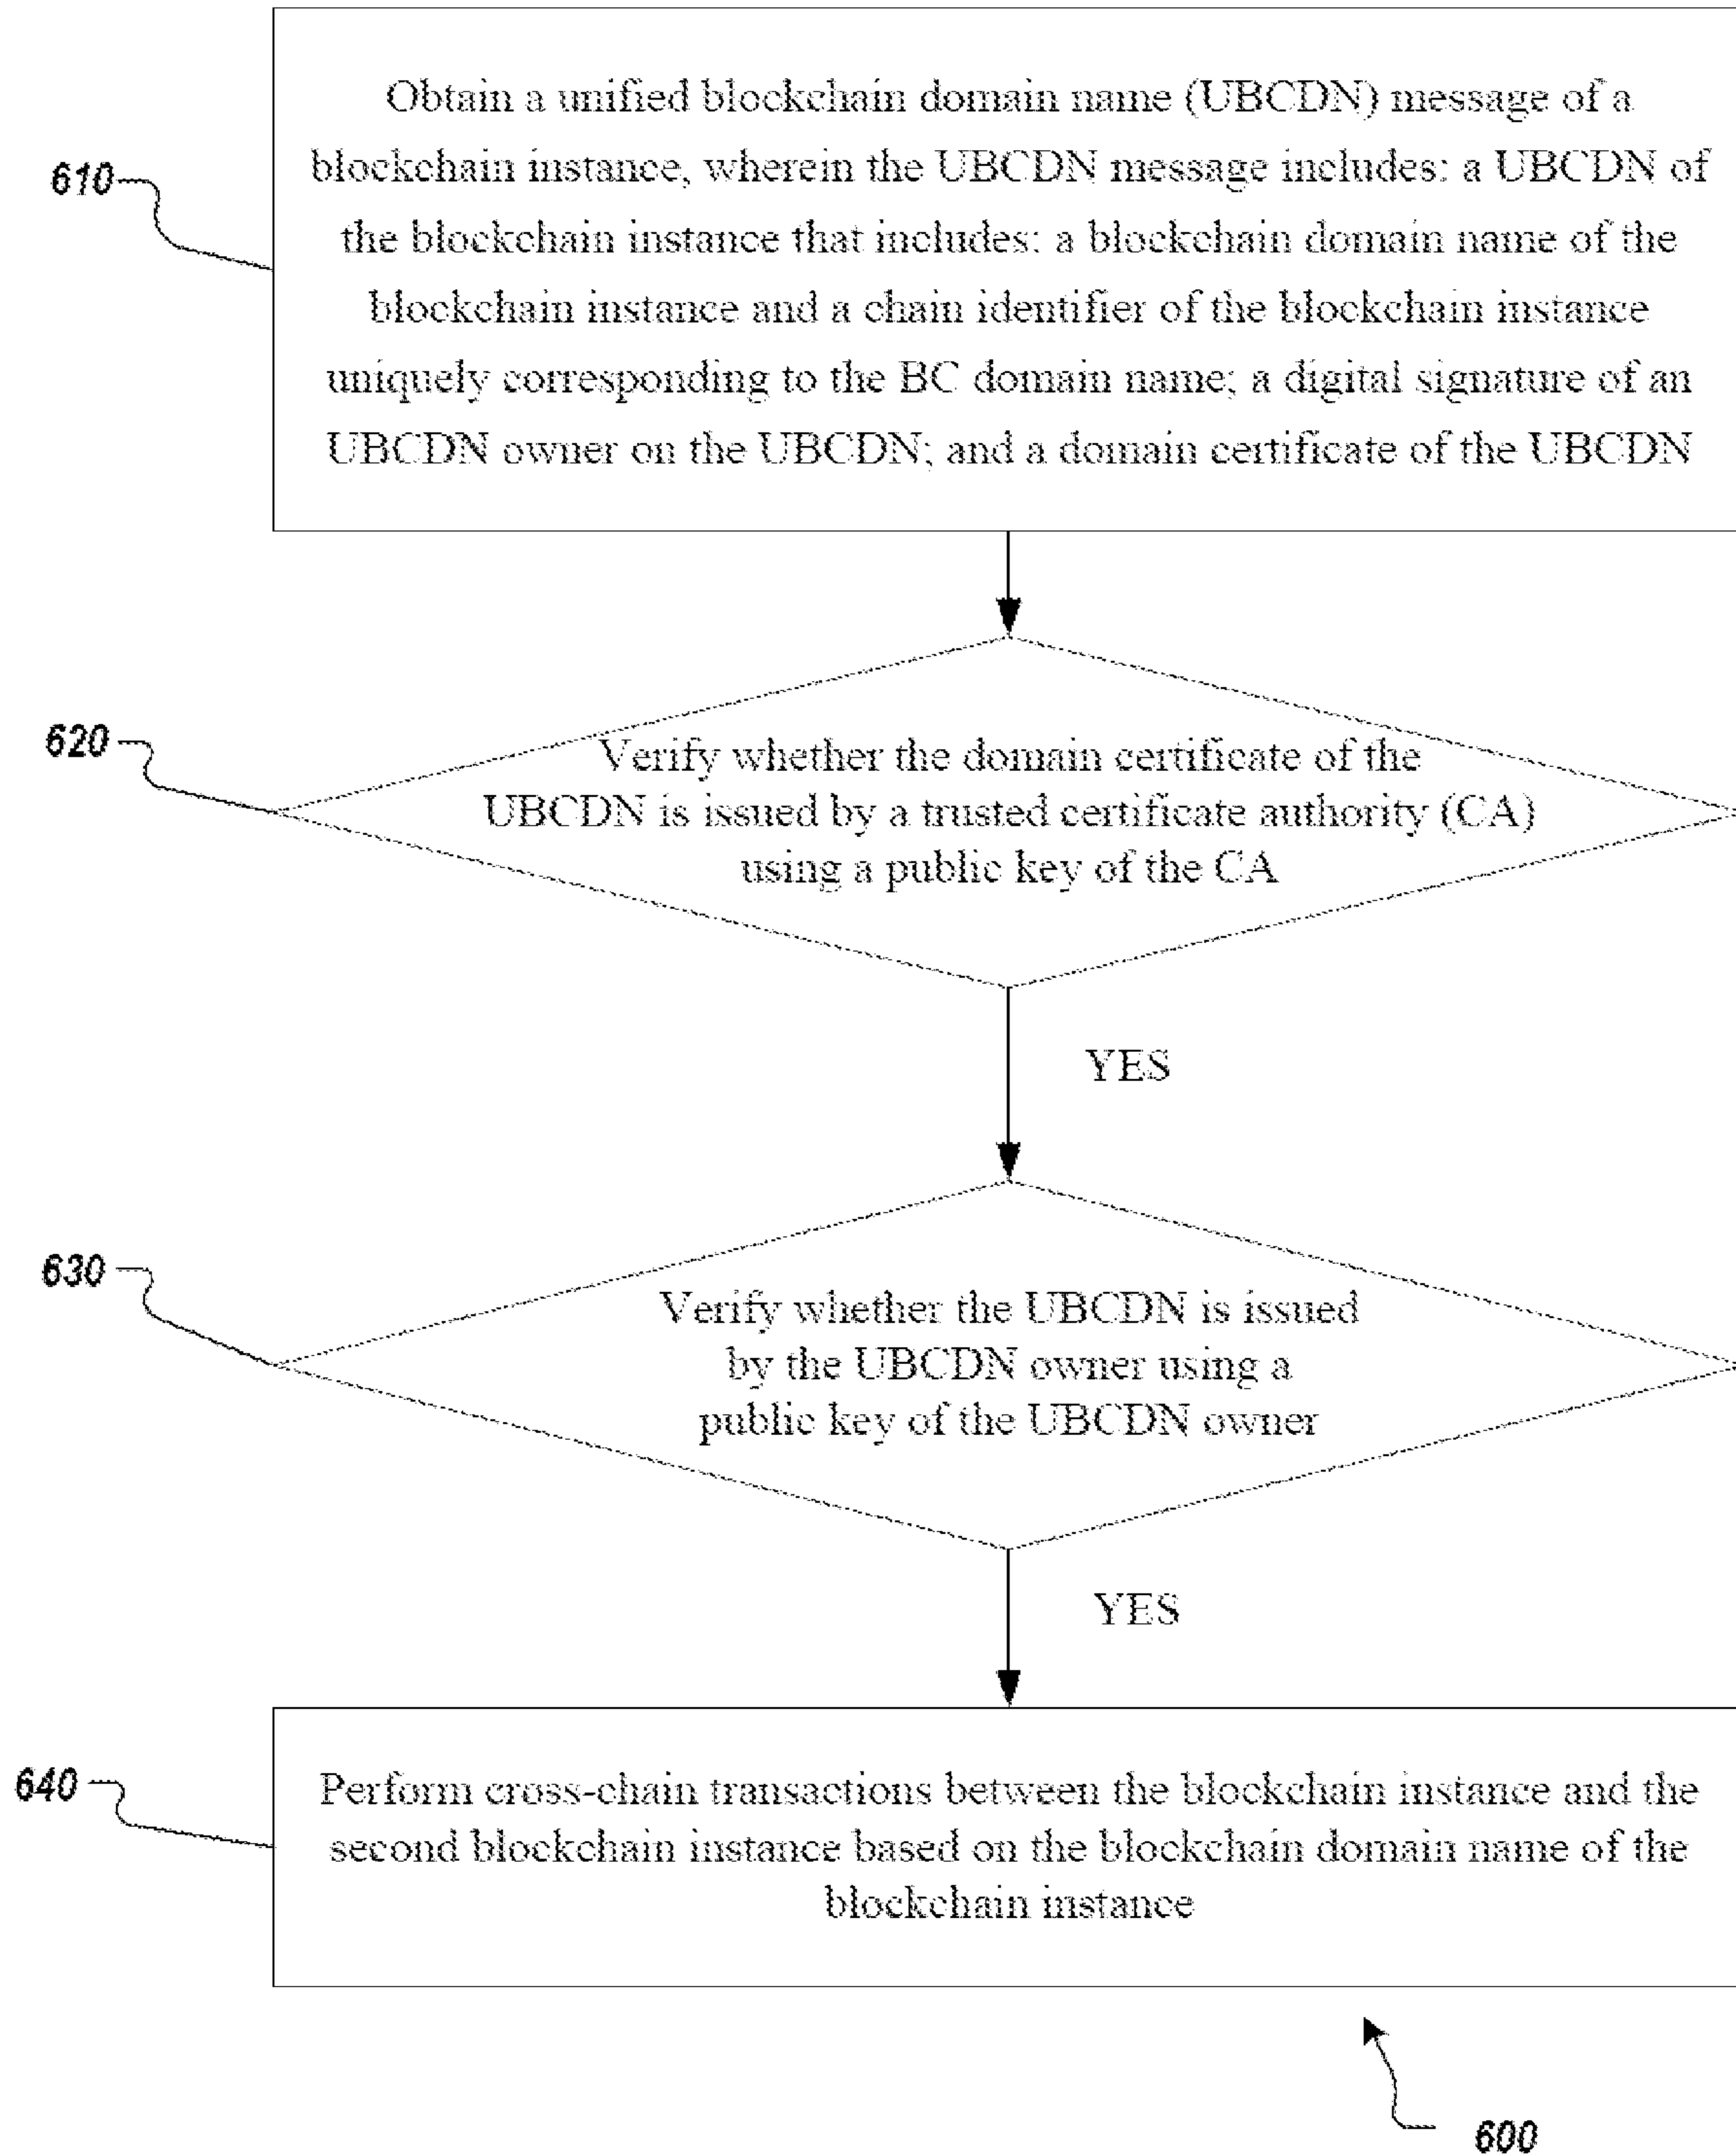 Obtain a unified blockchain domain name (UBCDN) message of a
blockchain instance, wherein the UBCDN message includes: a UBCDN of
610
the blockchain instance that includes: a blockchain domain name of the
blockchain instance and a chain identifier of the blockchain instance
uniquely corresponding to the BC domain name; a digital signature of an
UBCDN owner on the UBCDN; and a domain certificate of the UBCDN
620
Verify whether the domain certificate of the
UBCDN is issued by a trusted certificate authority (CA)
using a public key of the CA
YES
630
Verify whether the UBCDN is issued
by the UBCDN owner using a
public key of the UBCDN owner
YES
640
Perform cross-chain transactions between the blockchain instance and the
second blockchain instance based on the blockchain domain name of the
blockchain instance
600